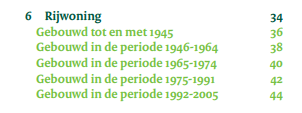 6 Rijwoning 34
Gebouwd tot en met 1945 36
Gebouwd in de periode 1946-1964 38
Gebouwd in de periode 1965-1974 40
Gebouwd in de periode 1975-1991 42
Gebouwd in de periode 1992-2005 44